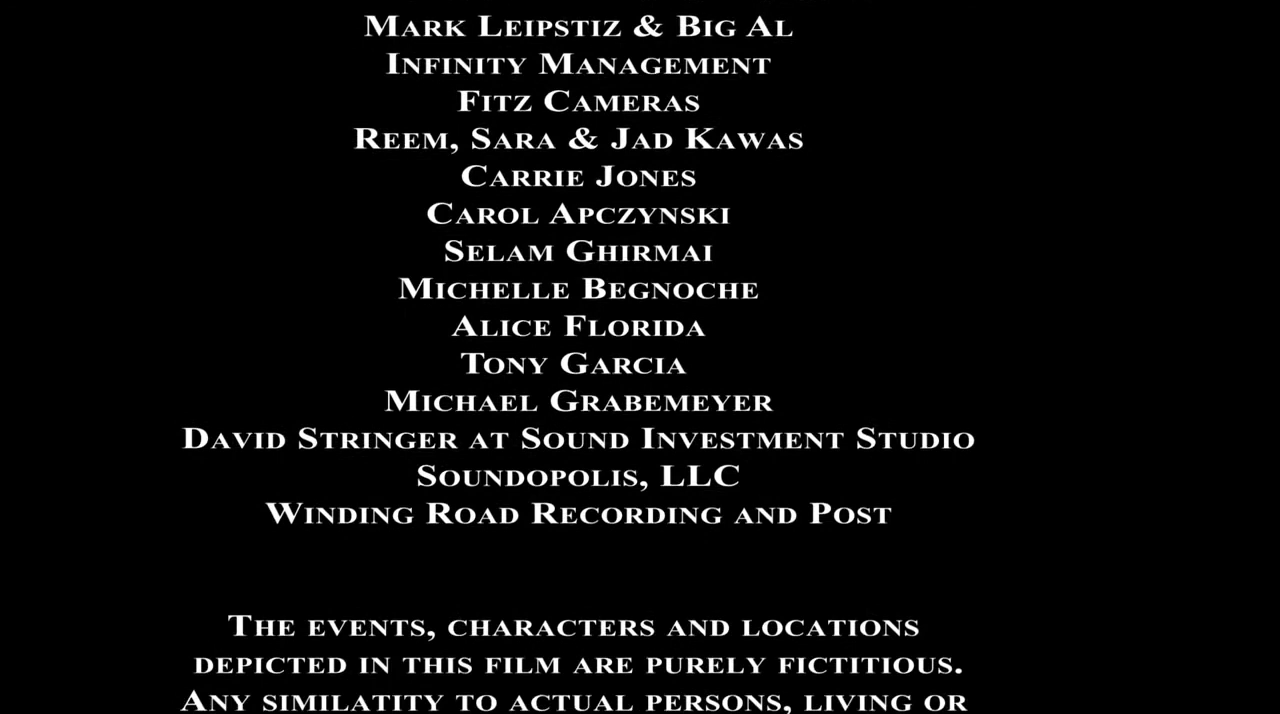 Mark Leipstiz & Big Al
Infinity Management
Fitz Cameras
Reem, Sara & Jad Kawas
Carrie Jones
Carol Apczynski
Selam Ghirmai
Michelle Begnoche
Alice Florida
Tony Garcia
Michael Grabemeyer
David Stringer at Sound Investment Studio
Soundopolis, LLC
Winding Road Recording and Post
The events, characters and locations
depicted in this film are purely fictitious.
Any similatity to actual persons, living or